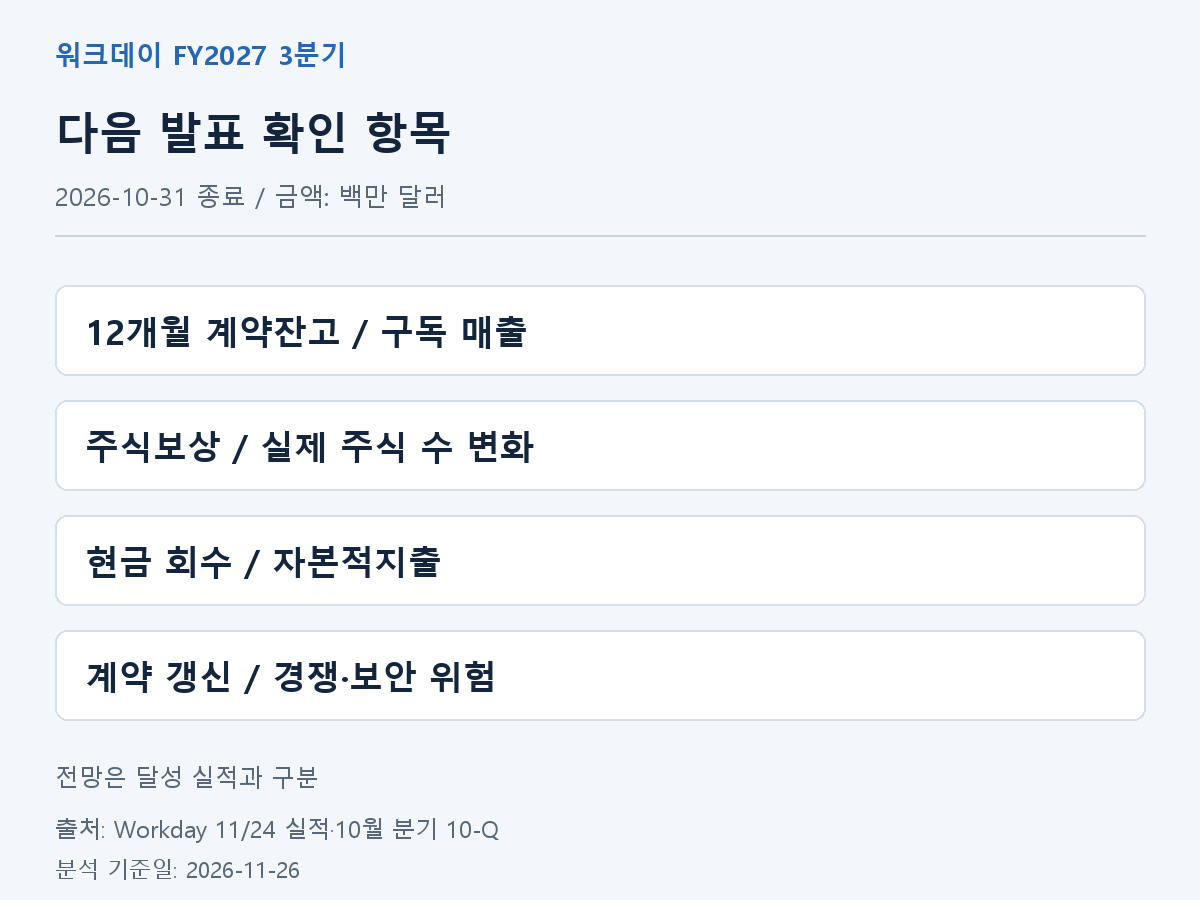 워크데이 FY2027 3분기
다음 발표 확인 항목
2026-10-31 종료 / 금액: 백만 달러
12개월 계약잔고 / 구독 매출
주식보상 / 실제 주식 수 변화
현금 회수 / 자본적지출
계약 갱신 / 경쟁·보안 위험
전망은 달성 실적과 구분
출처: Workday 11/24 실적·10월 분기 10-Q
분석 기준일: 2026-11-26